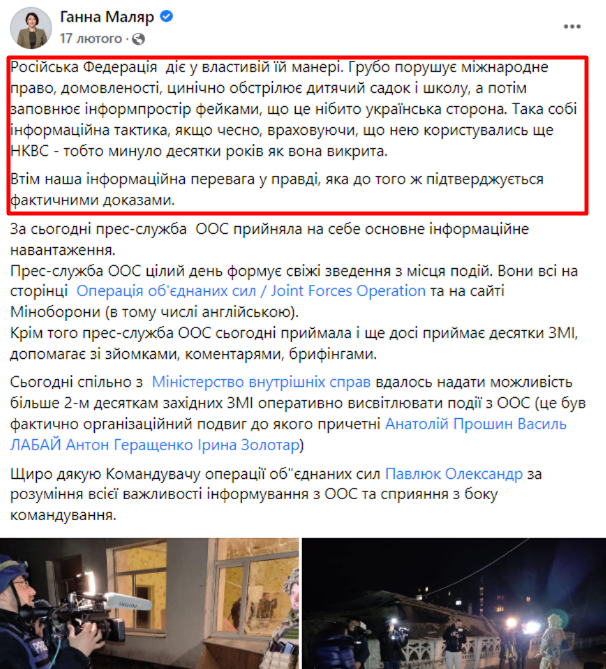 Ганна Маляр
17 лютого ·
Російська Федерація діє у властивій їй манері. Грубо порушує міжнародне
право, домовленості, цинічно обстрілює дитячий садок і школу, а потім
заповнює інформпростір фейками, що це нібито українська сторона. Така собі
інформаційна тактика, якщо чесно, враховуючи, що нею користувались ще
НКВС - тобто минуло десятки років як вона викрита.
Втім наша інформаційна перевага у правді, яка до того ж підтверджується
фактичними доказами.
За сьогодні прес-служба ООС прийняла на себе основне інформаційне
навантаження.
Прес-служба ООС цілий день формує свіжі зведення з місця подій. Вони всі на
сторінці Операція об'єднаних сил / Joint Forces Operation та на сайті
Міноборони (в тому числі англійською).
Крім того прес-служба ООС сьогодні приймала і ще досі приймає десятки ЗМІ,
допомагає зі зйомками, коментарями, брифінгами.
Сьогодні спільно з Міністерство внутрішніх справ вдалось надати можливість
більше 2-м десяткам західних ЗМІ оперативно висвітлювати події з ООС (це був
фактично організаційний подвиг до якого причетні Анатолій Прошин Василь
ЛАБАЙ Антон Геращенко Ірина Золотар)
Щиро дякую Командувачу операції об"єднаних сил Павлюк Олександр за
розуміння всієї важливості інформування з ООС та сприяння з боку
командування.